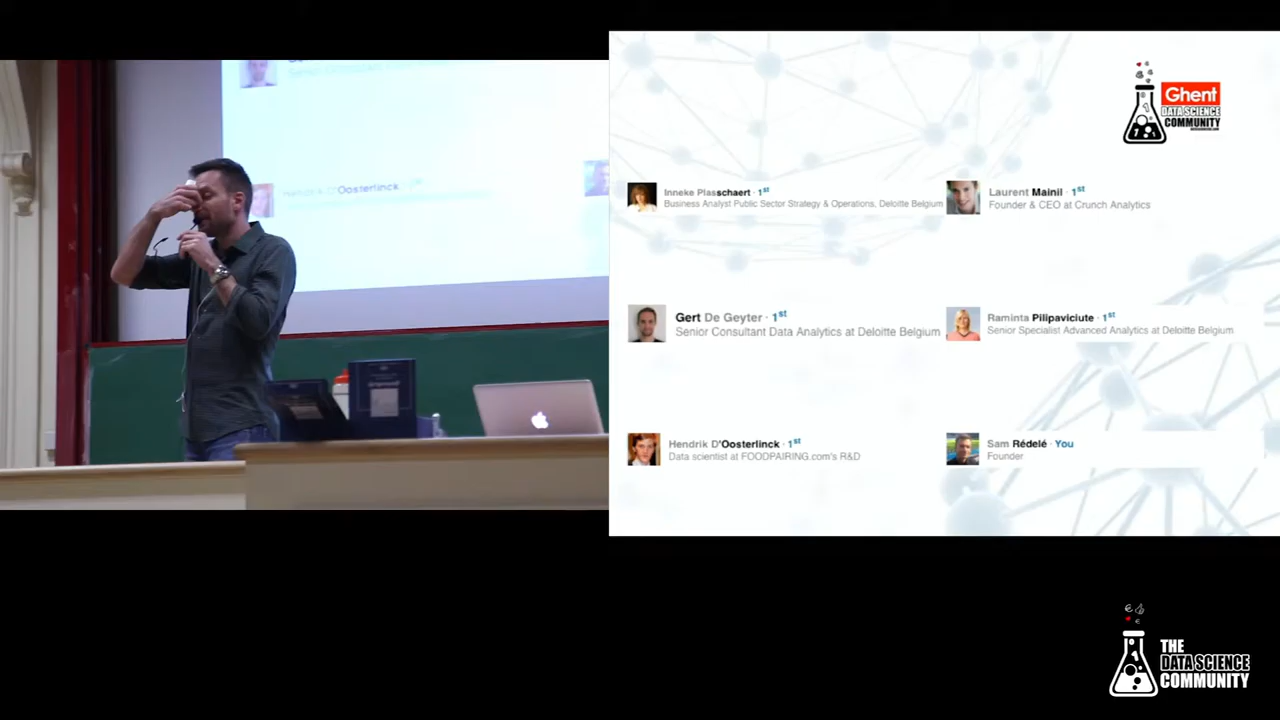 Hendrik D'Oosterlinck
Ghent
DATA SCIENCE
COMMUNITY
Inneke Plasschaert · 1st
Business Analyst Public Sector Strategy & Operations, Deloitte Belgium
Laurent Mainil · 1st
Founder & CEO at Crunch Analytics
Gert De Geyter · 1st
Senior Consultant Data Analytics at Deloitte Belgium
Raminta Pilipaviciute · 1st
Senior Specialist Advanced Analytics at Deloitte Belgium
Hendrik D'Oosterlinck · 1st
Data scientist at FOODPAIRING.com's R&D
Sam Rédelé · You
Founder
THE
DATA SCIENCE
COMMUNITY